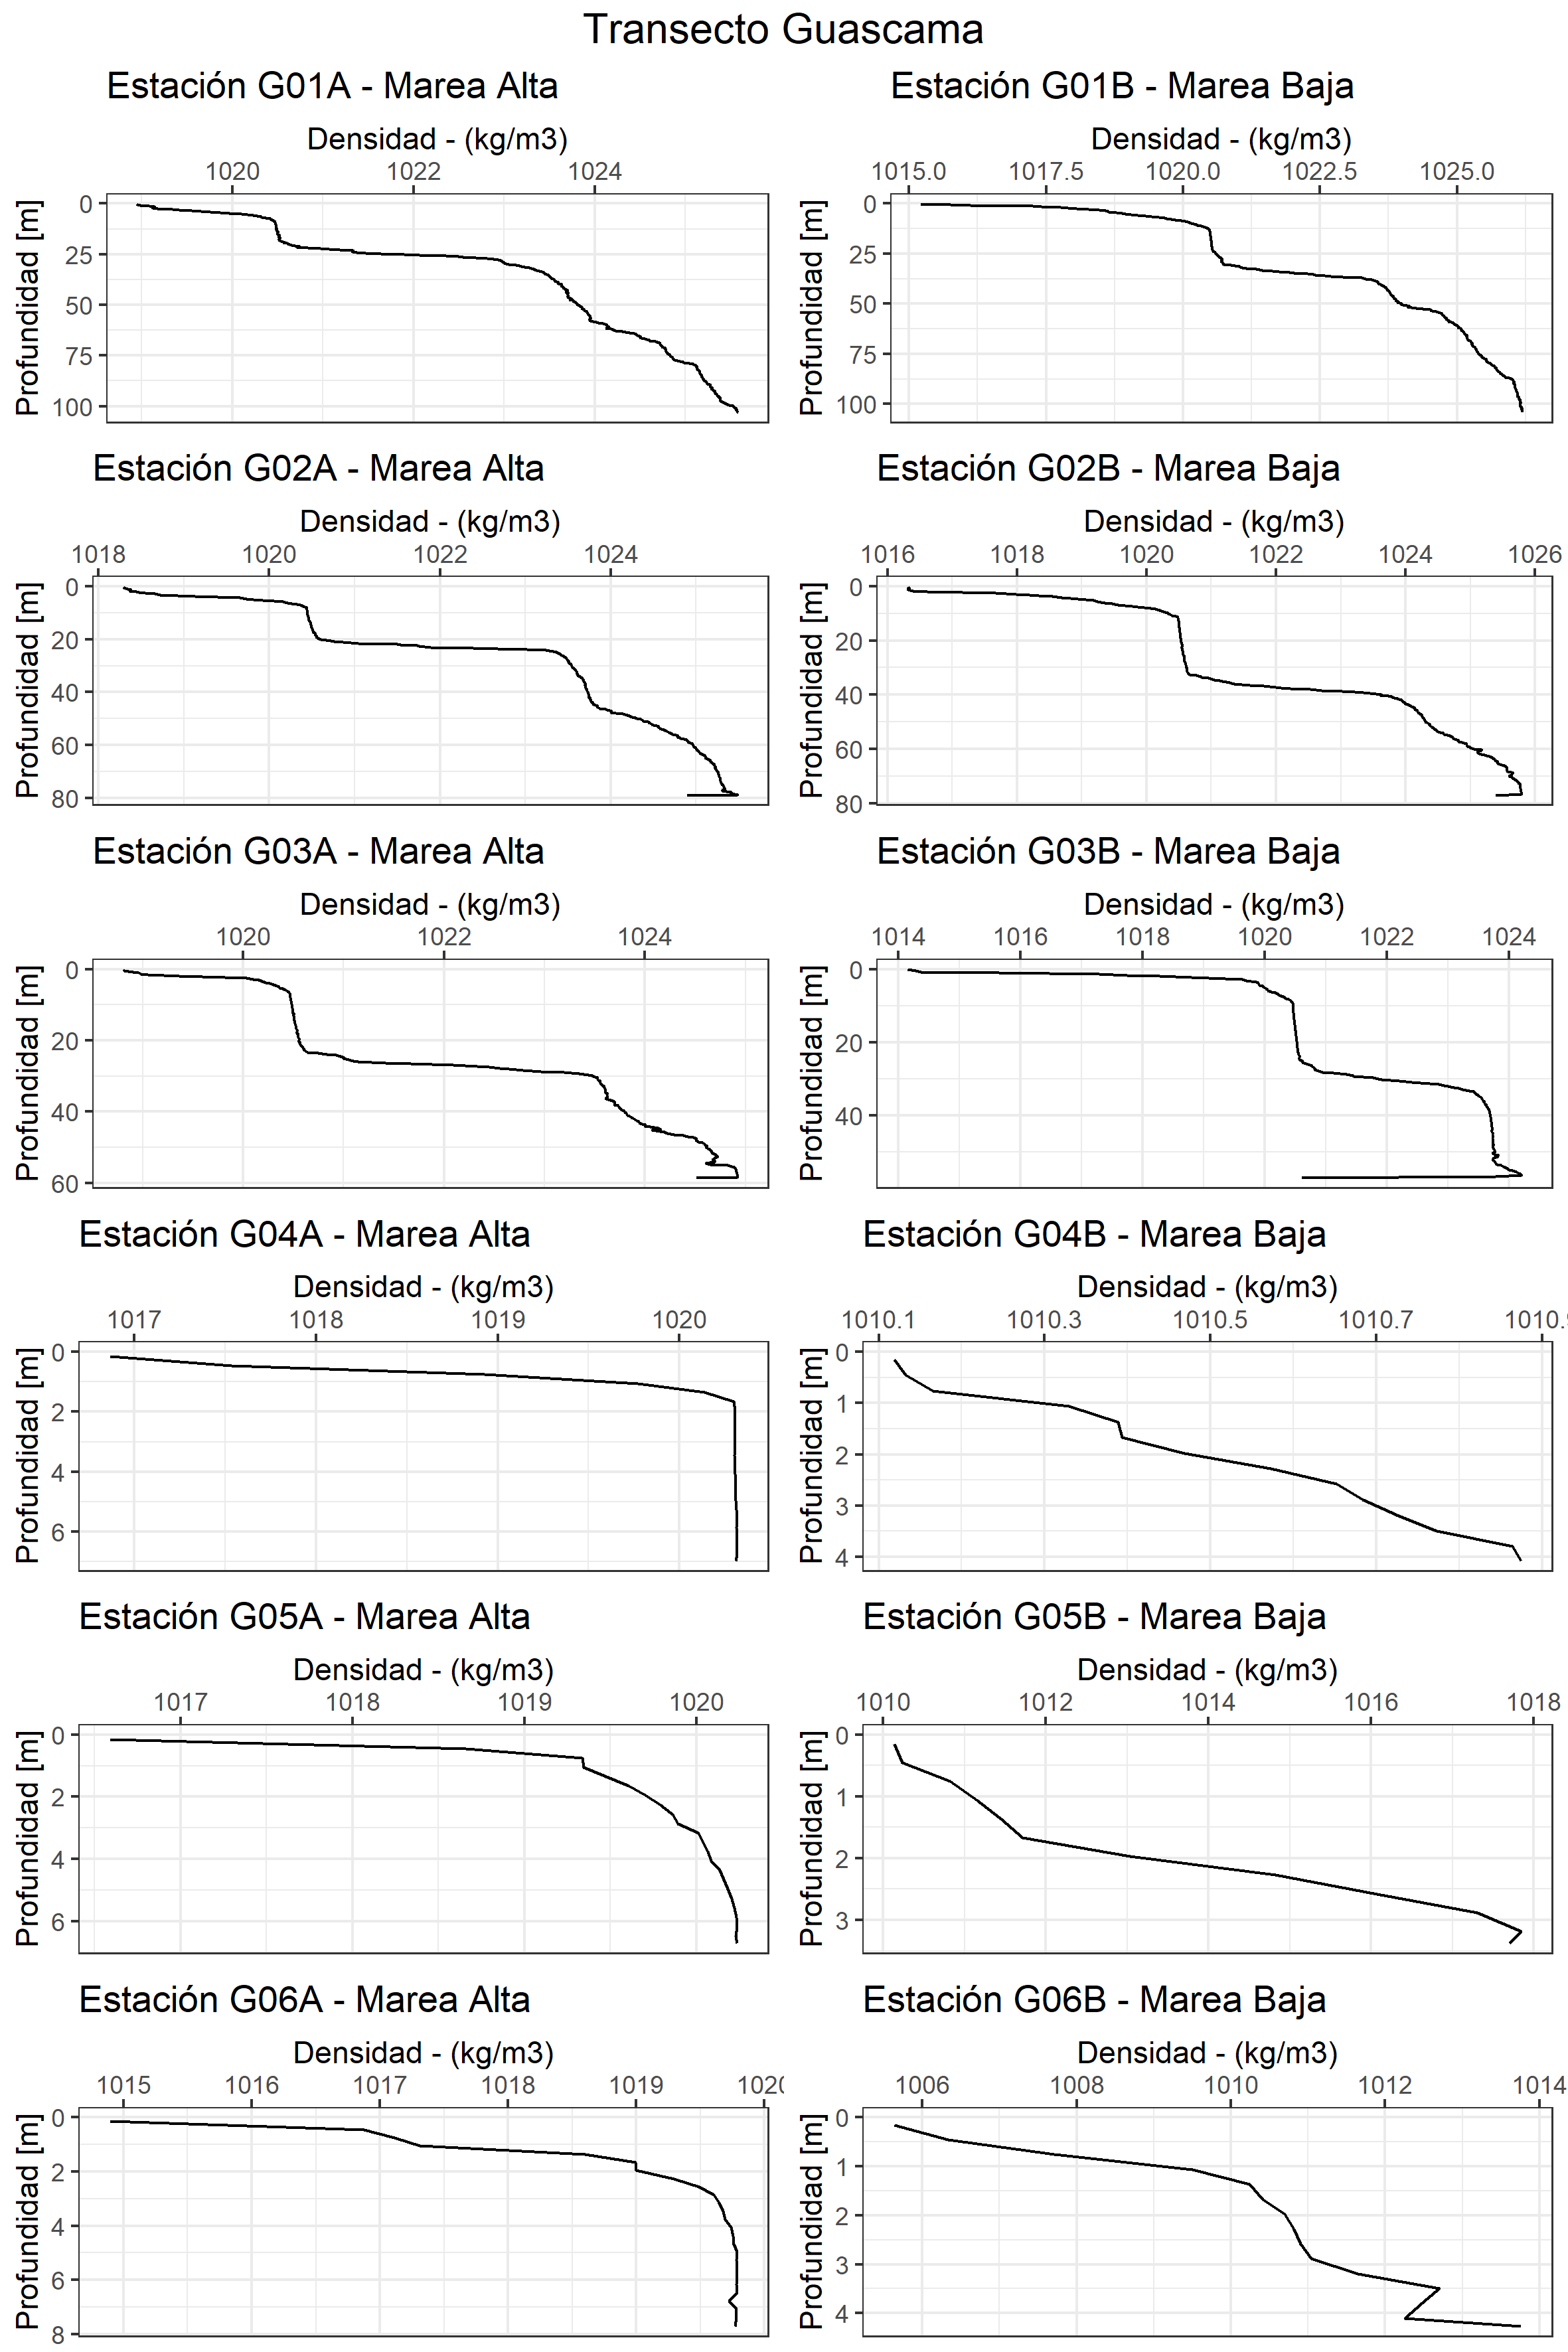 Transecto Guascama
Estación G01A - Marea Alta
Densidad - (kg/m3)
1020 1022 1024
Profundidad [m]
0
25
50
75
100
Estación G01B - Marea Baja
Densidad - (kg/m3)
1015.0 1017.5 1020.0 1022.5 1025.0
Profundidad [m]
0
25
50
75
100
Estación G02A - Marea Alta
Densidad - (kg/m3)
1018 1020 1022 1024
Profundidad [m]
0
20
40
60
80
Estación G02B - Marea Baja
Densidad - (kg/m3)
1016 1018 1020 1022 1024 1026
Profundidad [m]
0
20
40
60
80
Estación G03A - Marea Alta
Densidad - (kg/m3)
1020 1022 1024
Profundidad [m]
0
20
40
60
Estación G03B - Marea Baja
Densidad - (kg/m3)
1014 1016 1018 1020 1022 1024
Profundidad [m]
0
20
40
Estación G04A - Marea Alta
Densidad - (kg/m3)
1017 1018 1019 1020
Profundidad [m]
0
2
4
6
Estación G04B - Marea Baja
Densidad - (kg/m3)
1010.1 1010.3 1010.5 1010.7
Profundidad [m]
0
1
2
3
4
Estación G05A - Marea Alta
Densidad - (kg/m3)
1017 1018 1019 1020
Profundidad [m]
0
2
4
6
Estación G05B - Marea Baja
Densidad - (kg/m3)
1010 1012 1014 1016 1018
Profundidad [m]
0
1
2
3
Estación G06A - Marea Alta
Densidad - (kg/m3)
1015 1016 1017 1018 1019
Profundidad [m]
0
2
4
6
8
Estación G06B - Marea Baja
Densidad - (kg/m3)
1006 1008 1010 1012 1014
Profundidad [m]
0
1
2
3
4